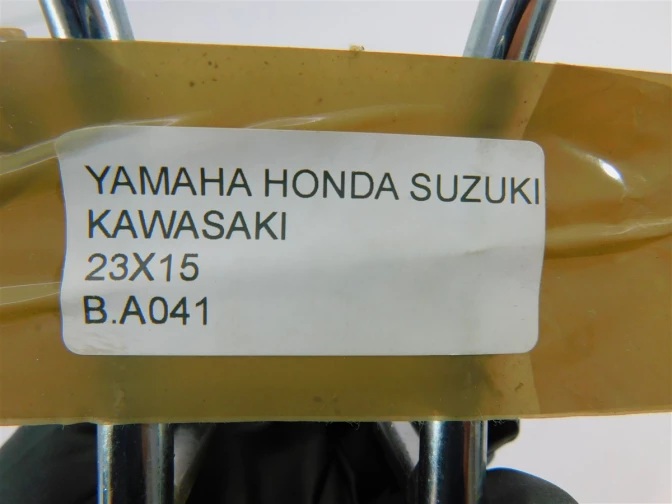 YAMAHA HONDA SUZUKI
KAWASAKI
23X15
B.A041